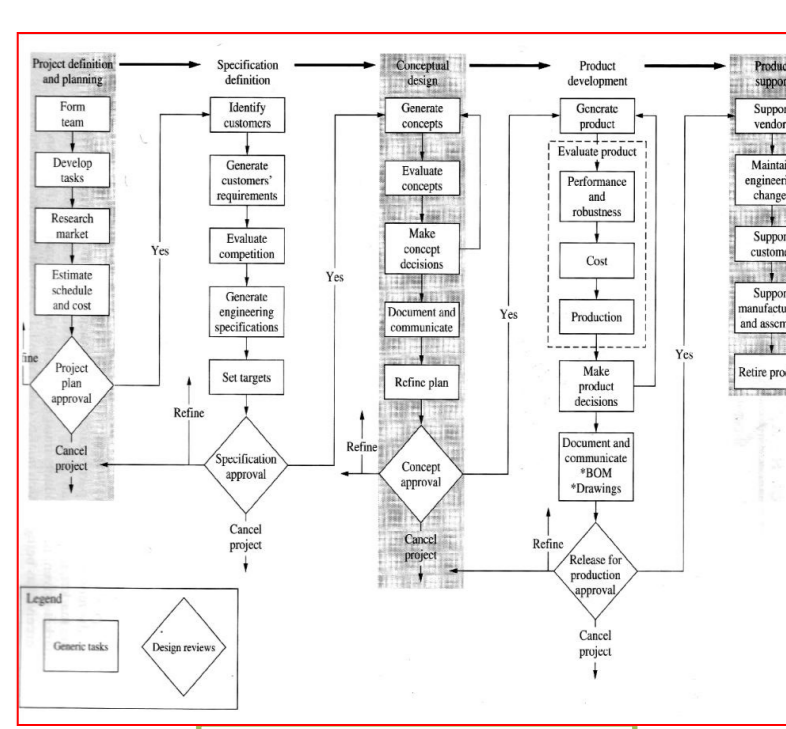 Project definition
and planning
Form
team
Develop
tasks
Research
market
Estimate
schedule
and cost
Project
plan
approval
Cancel
project
Yes
Specification
definition
Identify
customers
Generate
customers'
requirements
Evaluate
competition
Generate
engineering
specifications
Set targets
Refine
Specification
approval
Cancel
project
Yes
Conceptual
design
Generate
concepts
Evaluate
concepts
Make
concept
decisions
Document and
communicate
Refine plan
Refine
Concept
approval
Cancel
project
Yes
Product
development
Generate
product
Evaluate product
Performance
and
robustness
Cost
Production
Make
product
decisions
Document and
communicate
*BOM
*Drawings
Refine
Release for
production
approval
Cancel
project
Yes
Legend
Generic tasks
Design reviews
and
Retire